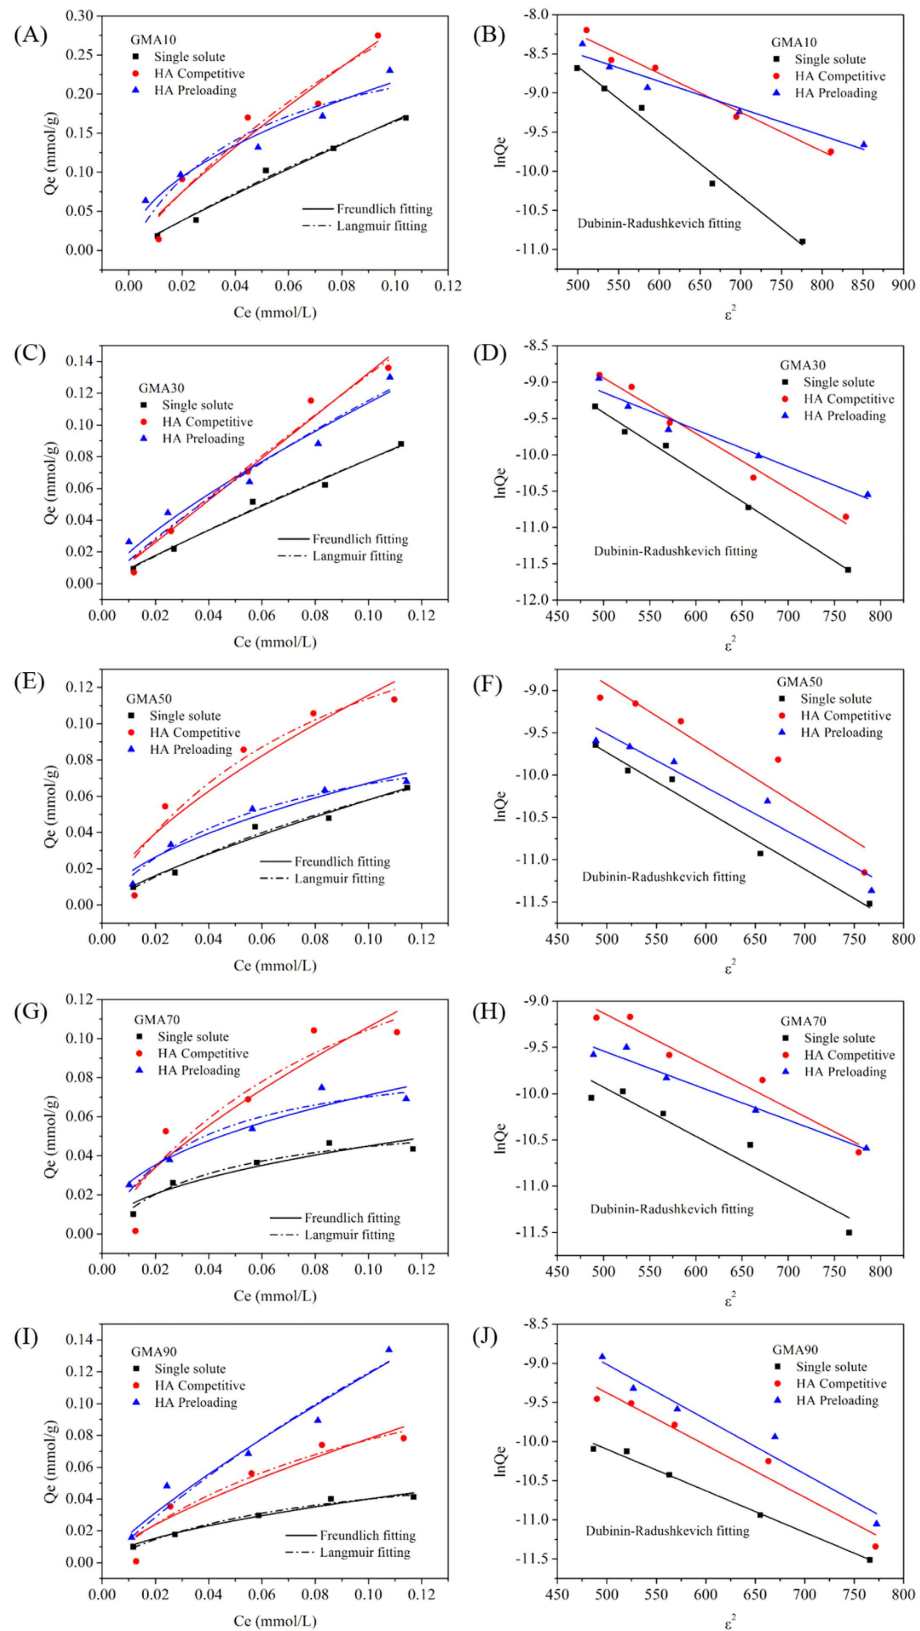 (A)
GMA10
Single solute
HA Competitive
HA Preloading
Freundlich fitting
Langmuir fitting
Qe (mmol/g)
0.30
0.25
0.20
0.15
0.10
0.05
0.00
0.00 0.02 0.04 0.06 0.08 0.10 0.12
Ce (mmol/L)
(B)
GMA10
Single solute
HA Competitive
HA Preloading
Dubinin-Radushkevich fitting
lnQe
-8.0
-8.5
-9.0
-9.5
-10.0
-10.5
-11.0
500 550 600 650 700 750 800 850 900
ε²
(C)
GMA30
Single solute
HA Competitive
HA Preloading
Freundlich fitting
Langmuir fitting
Qe (mmol/g)
0.14
0.12
0.10
0.08
0.06
0.04
0.02
0.00
0.00 0.02 0.04 0.06 0.08 0.10 0.12
Ce (mmol/L)
(D)
GMA30
Single solute
HA Competitive
HA Preloading
Dubinin-Radushkevich fitting
lnQe
-8.5
-9.0
-9.5
-10.0
-10.5
-11.0
-11.5
-12.0
450 500 550 600 650 700 750 800
ε²
(E)
GMA50
Single solute
HA Competitive
HA Preloading
Freundlich fitting
Langmuir fitting
Qe (mmol/g)
0.12
0.10
0.08
0.06
0.04
0.02
0.00
0.00 0.02 0.04 0.06 0.08 0.10 0.12
Ce (mmol/L)
(F)
GMA50
Single solute
HA Competitive
HA Preloading
Dubinin-Radushkevich fitting
lnQe
-9.0
-9.5
-10.0
-10.5
-11.0
-11.5
450 500 550 600 650 700 750 800
ε²
(G)
GMA70
Single solute
HA Competitive
HA Preloading
Freundlich fitting
Langmuir fitting
Qe (mmol/g)
0.12
0.10
0.08
0.06
0.04
0.02
0.00
0.00 0.02 0.04 0.06 0.08 0.10 0.12
Ce (mmol/L)
(H)
GMA70
Single solute
HA Competitive
HA Preloading
Dubinin-Radushkevich fitting
lnQe
-9.0
-9.5
-10.0
-10.5
-11.0
-11.5
450 500 550 600 650 700 750 800
ε²
(I)
GMA90
Single solute
HA Competitive
HA Preloading
Freundlich fitting
Langmuir fitting
Qe (mmol/g)
0.14
0.12
0.10
0.08
0.06
0.04
0.02
0.00
0.00 0.02 0.04 0.06 0.08 0.10 0.12
Ce (mmol/L)
(J)
GMA90
Single solute
HA Competitive
HA Preloading
Dubinin-Radushkevich fitting
lnQe
-8.5
-9.0
-9.5
-10.0
-10.5
-11.0
-11.5
450 500 550 600 650 700 750 800
ε²